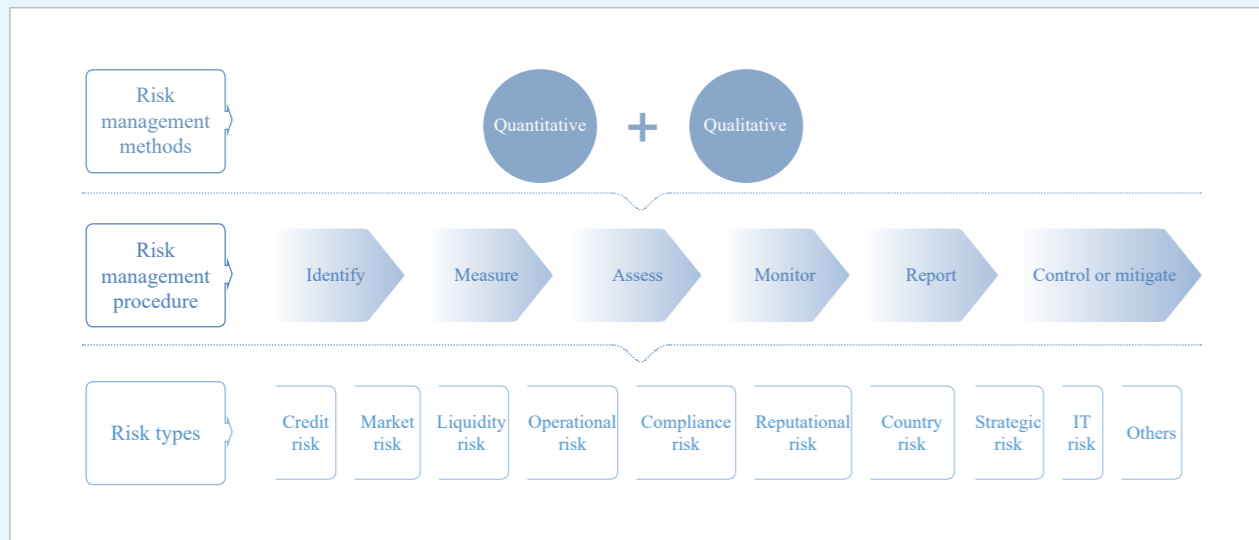 Risk
management
methods
Quantitative
+
Qualitative
Risk
management
procedure
Identify
Measure
Assess
Monitor
Report
Control or mitigate
Risk types
Credit
risk
Market
risk
Liquidity
risk
Operational
risk
Compliance
risk
Reputational
risk
Country
risk
Strategic
risk
IT
risk
Others